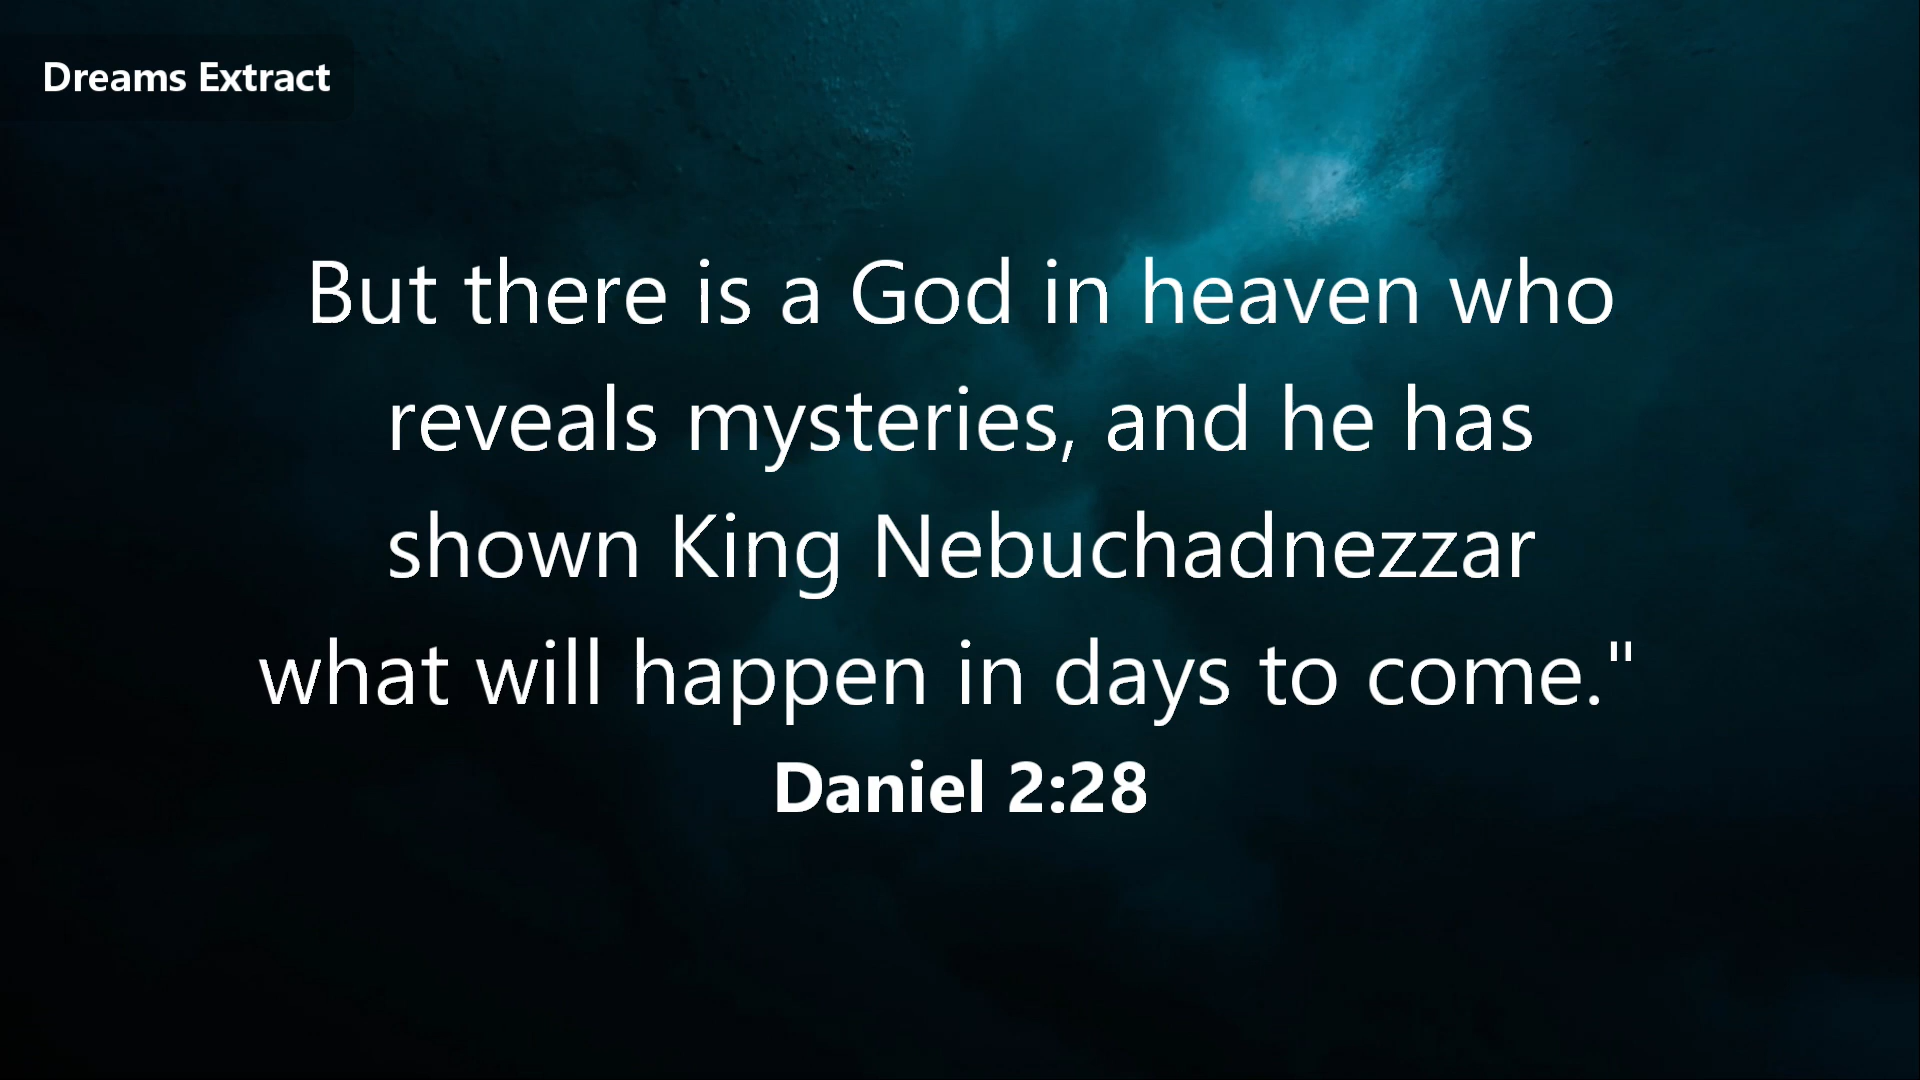 Dreams Extract
But there is a God in heaven who
reveals mysteries, and he has
shown King Nebuchadnezzar
what will happen in days to come."
Daniel 2:28